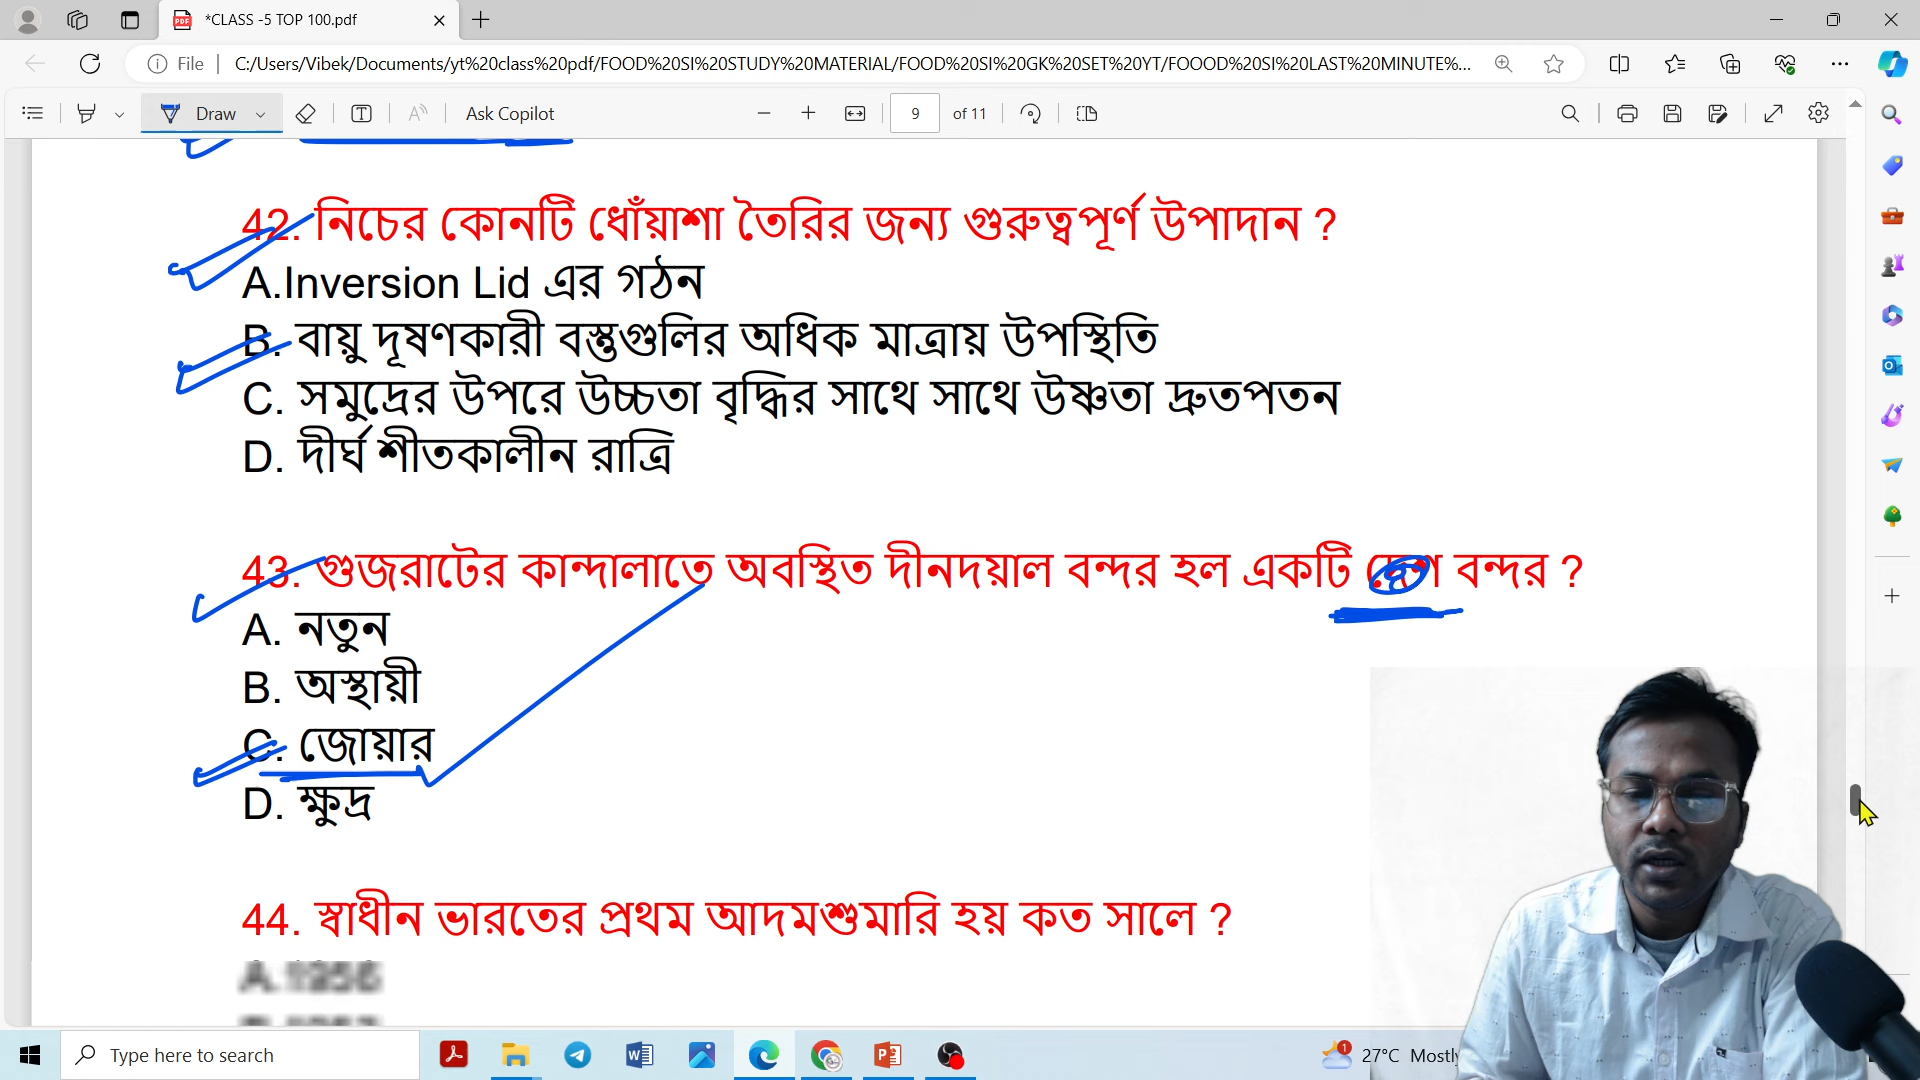 *CLASS -5 TOP 100.pdf
File
C:/Users/Vibek/Documents/yt%20class%20pdf/FOOD%20SI%20STUDY%20MATERIAL/FOOD%20SI%20GK%20SET%20YT/FOOOD%20SI%20LAST%20MINUTE%...
Draw
Ask Copilot
9 of 11
42. নিচের কোনটি ধোঁয়াশা তৈরির জন্য গুরুত্বপূর্ণ উপাদান ?
A.Inversion Lid এর গঠন
B. বায়ু দূষণকারী বস্তুগুলির অধিক মাত্রায় উপস্থিতি
C. সমুদ্রের উপরে উচ্চতা বৃদ্ধির সাথে সাথে উষ্ণতা দ্রুতপতন
D. দীর্ঘ শীতকালীন রাত্রি
43. গুজরাটের কান্দালাতে অবস্থিত দীনদয়াল বন্দর হল একটি বন্দর ?
A. নতুন
B. অস্থায়ী
C. জোয়ার
D. ক্ষুদ্র
44. স্বাধীন ভারতের প্রথম আদমশুমারি হয় কত সালে ?
A.1956
Type here to search
27°C